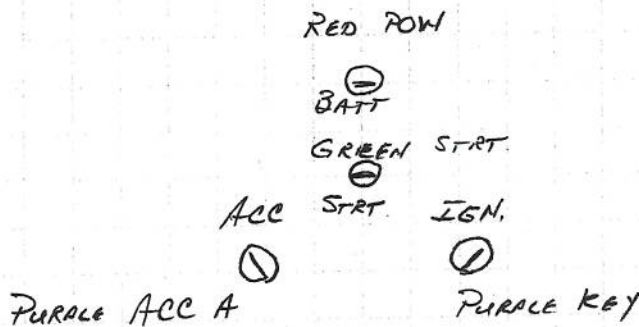 RED POW
BATT
GREEN STRT
STRT
ACC
IGN.
PURPLE ACC A
PURPLE KEY